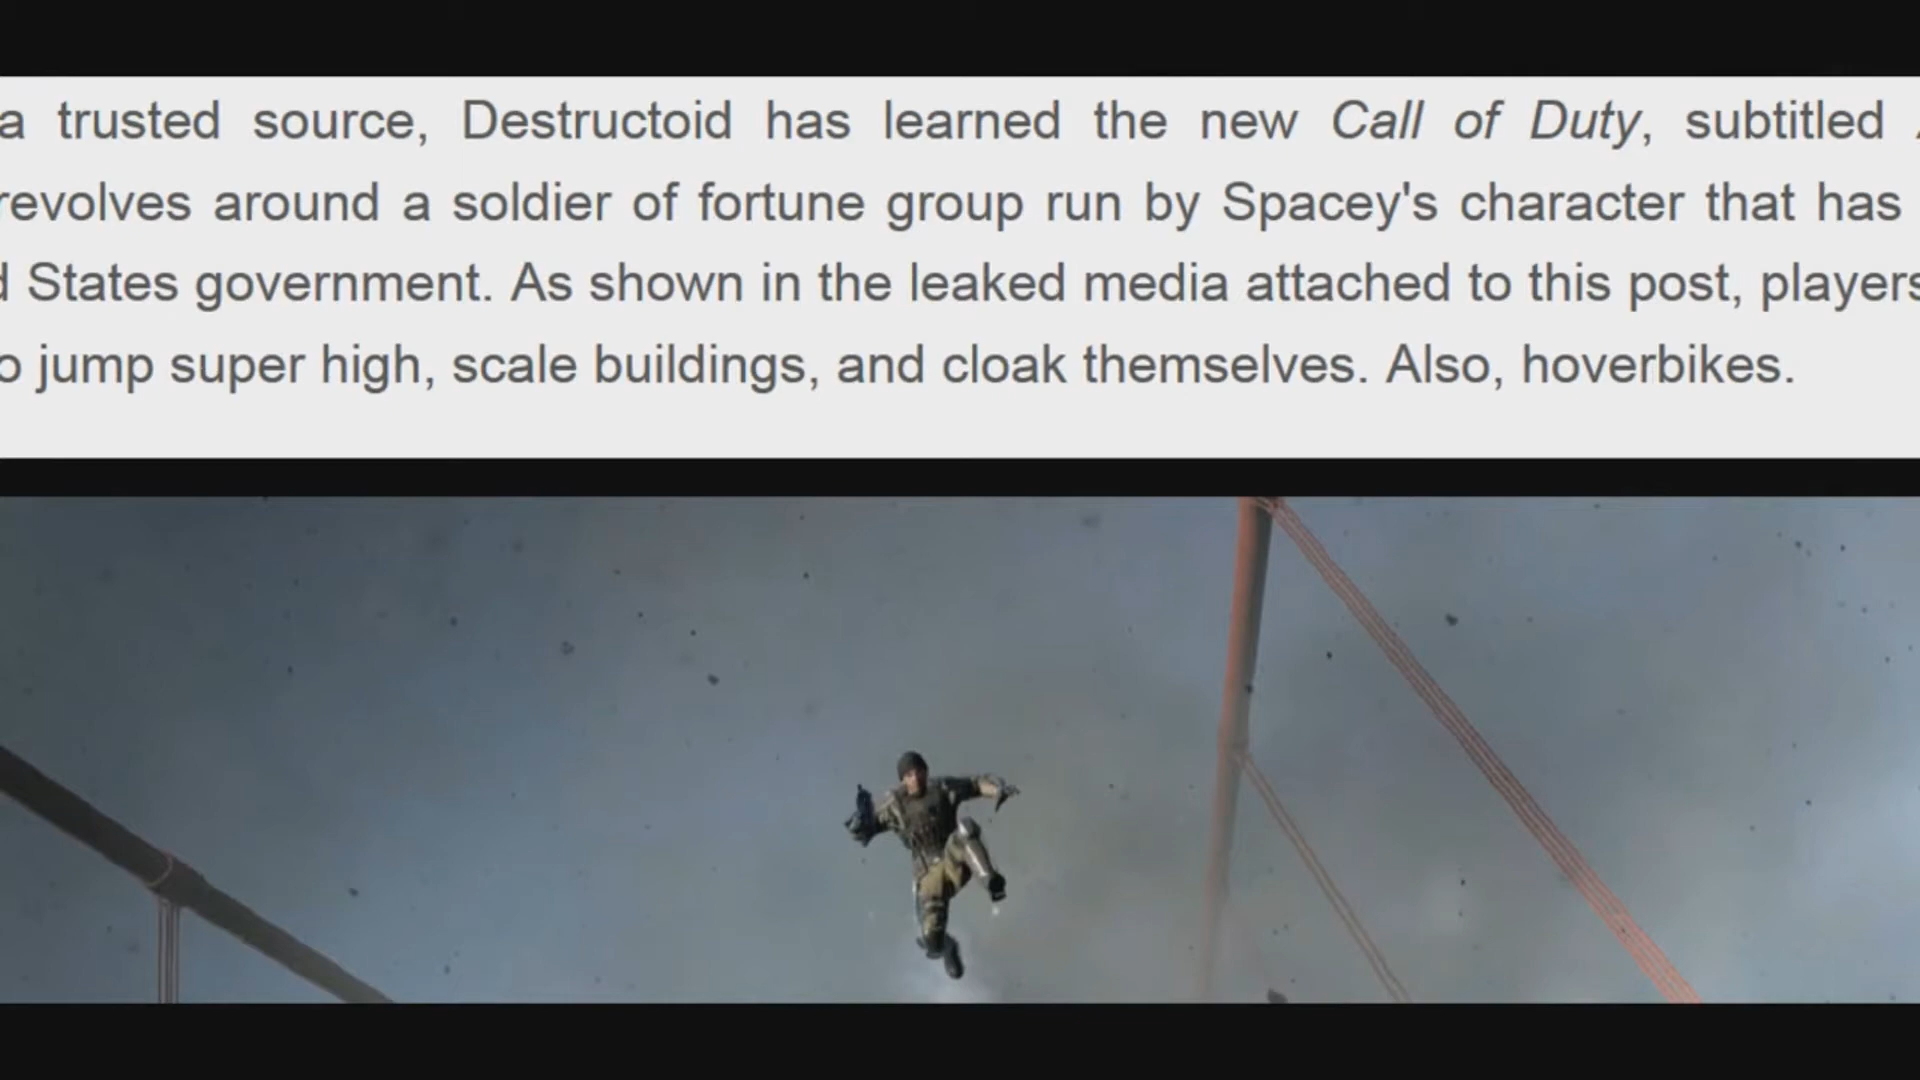 a trusted source, Destructoid has learned the new Call of Duty, subtitled
revolves around a soldier of fortune group run by Spacey's character that has
d States government. As shown in the leaked media attached to this post, players
o jump super high, scale buildings, and cloak themselves. Also, hoverbikes.